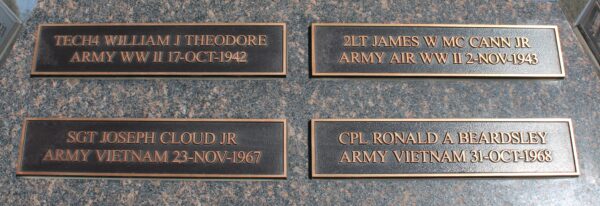 TECH4 WILLIAM J THEODORE
ARMY WW II 17-OCT-1942
2LT JAMES W MC CANN JR
ARMY AIR WW II 2-NOV-1943
SGT JOSEPH CLOUD JR
ARMY VIETNAM 23-NOV-1967
CPL RONALD A BEARDSLEY
ARMY VIETNAM 31-OCT-1968